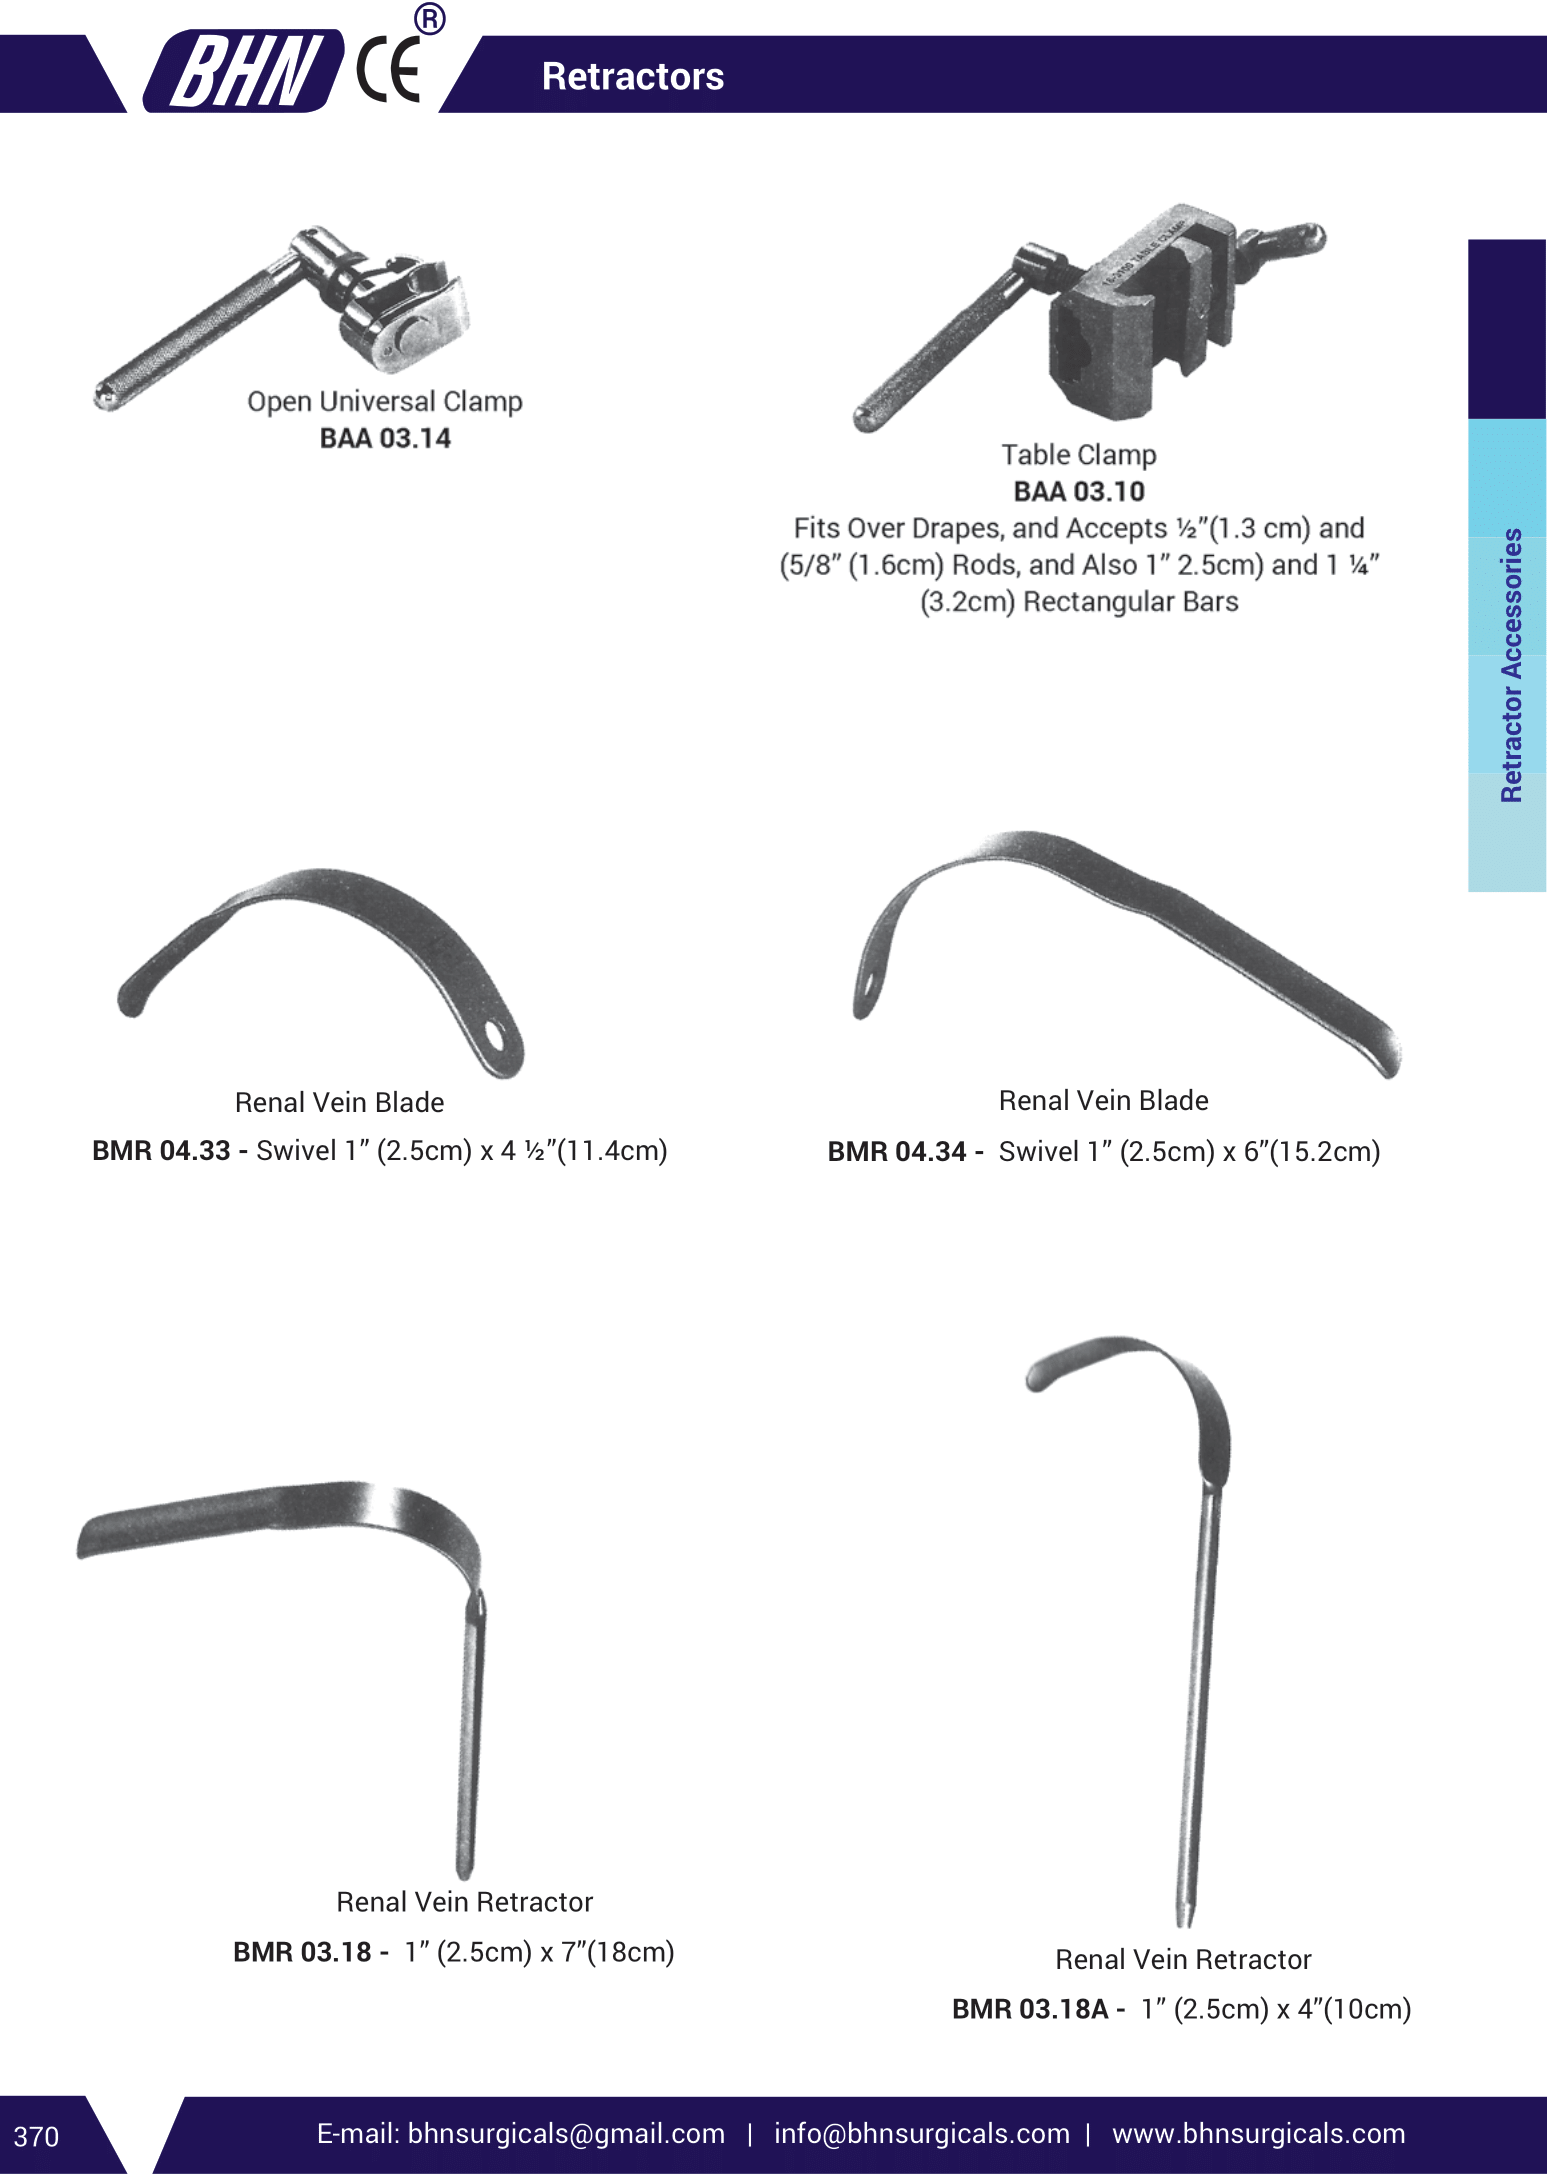 BHN CE ®
Retractors
Open Universal Clamp
BAA 03.14
TABLE CLAMP
Table Clamp
BAA 03.10
Fits Over Drapes, and Accepts ½”(1.3 cm) and
(5/8” (1.6cm) Rods, and Also 1” 2.5cm) and 1 ¼”
(3.2cm) Rectangular Bars
Retractor Accessories
Renal Vein Blade
BMR 04.33 - Swivel 1” (2.5cm) x 4 ½”(11.4cm)
Renal Vein Blade
BMR 04.34 - Swivel 1” (2.5cm) x 6”(15.2cm)
Renal Vein Retractor
BMR 03.18 - 1” (2.5cm) x 7”(18cm)
Renal Vein Retractor
BMR 03.18A - 1” (2.5cm) x 4”(10cm)
370
E-mail: bhnsurgicals@gmail.com | info@bhnsurgicals.com | www.bhnsurgicals.com